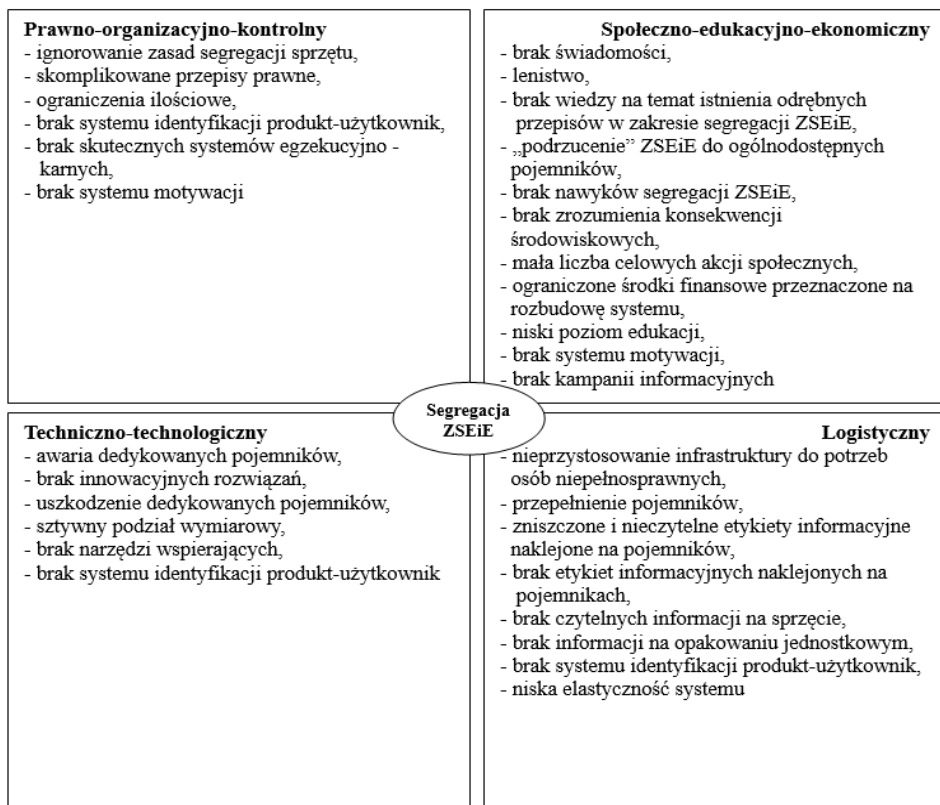 Prawno-organizacyjno-kontrolny
- ignorowanie zasad segregacji sprzętu,
- skomplikowane przepisy prawne,
- ograniczenia ilościowe,
- brak systemu identyfikacji produkt-użytkownik,
- brak skutecznych systemów egzekucyjno -
karnych,
- brak systemu motywacji
Społeczno-edukacyjno-ekonomiczny
- brak świadomości,
- lenistwo,
- brak wiedzy na temat istnienia odrębnych
przepisów w zakresie segregacji ZSEiE,
- „podrzucenie” ZSEiE do ogólnodostępnych
pojemników,
- brak nawyków segregacji ZSEiE,
- brak zrozumienia konsekwencji
środowiskowych,
- mała liczba celowych akcji społecznych,
- ograniczone środki finansowe przeznaczone na
rozbudowę systemu,
- niski poziom edukacji,
- brak systemu motywacji,
- brak kampanii informacyjnych
Segregacja
ZSEiE
Techniczno-technologiczny
- awaria dedykowanych pojemników,
- brak innowacyjnych rozwiązań,
- uszkodzenie dedykowanych pojemników,
- sztywny podział wymiarowy,
- brak narzędzi wspierających,
- brak systemu identyfikacji produkt-użytkownik
Logistyczny
- nieprzystosowanie infrastruktury do potrzeb
osób niepełnosprawnych,
- przepełnienie pojemników,
- zniszczone i nieczytelne etykiety informacyjne
naklejone na pojemników,
- brak etykiet informacyjnych naklejonych na
pojemnikach,
- brak czytelnych informacji na sprzęcie,
- brak informacji na opakowaniu jednostkowym,
- brak systemu identyfikacji produkt-użytkownik,
- niska elastyczność systemu